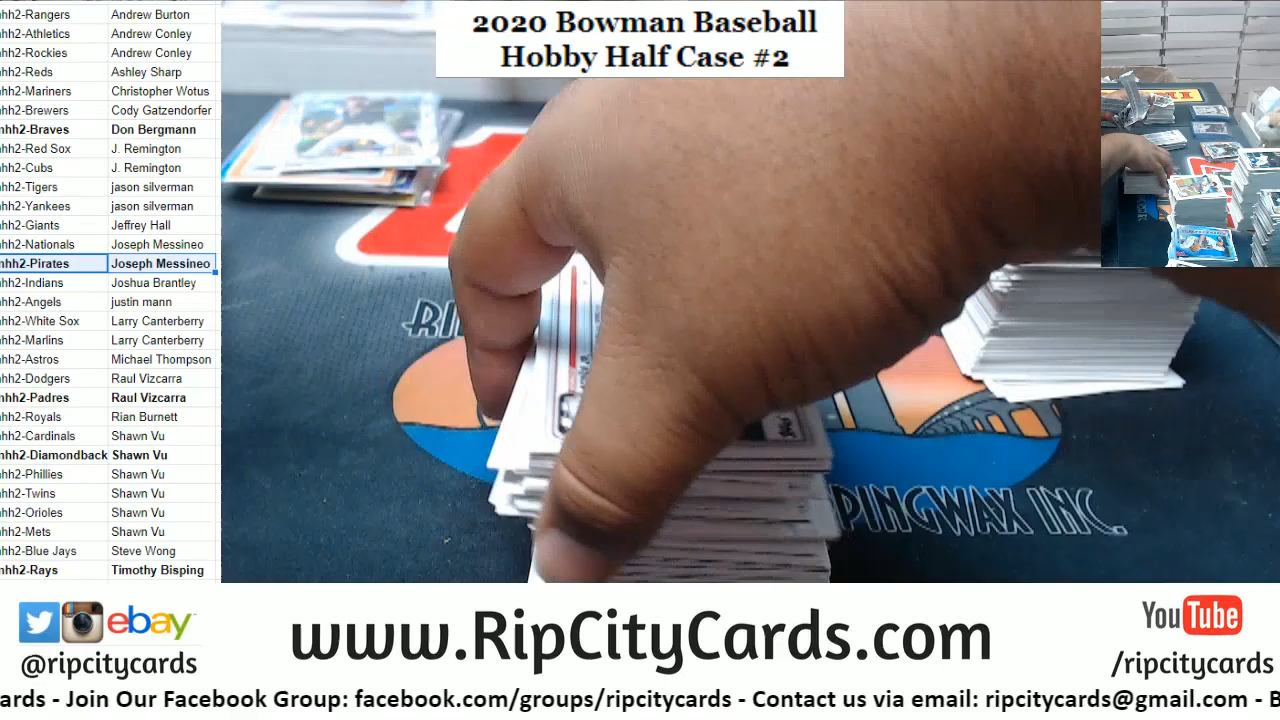 2020 Bowman Baseball
Hobby Half Case #2
hh2-Rangers Andrew Burton
hh2-Athletics Andrew Conley
hh2-Rockies Andrew Conley
hh2-Reds Ashley Sharp
hh2-Mariners Christopher Wotus
hh2-Brewers Cody Gatzendorfer
nhh2-Braves Don Bergmann
hh2-Red Sox J. Remington
hh2-Cubs J. Remington
hh2-Tigers jason silverman
hh2-Yankees jason silverman
hh2-Giants Jeffrey Hall
hh2-Nationals Joseph Messineo
nhh2-Pirates Joseph Messineo
hh2-Indians Joshua Brantley
hh2-Angels justin mann
hh2-White Sox Larry Canterberry
hh2-Marlins Larry Canterberry
hh2-Astros Michael Thompson
hh2-Dodgers Raul Vizcarra
nhh2-Padres Raul Vizcarra
hh2-Royals Rian Burnett
hh2-Cardinals Shawn Vu
nhh2-Diamondback Shawn Vu
hh2-Phillies Shawn Vu
hh2-Twins Shawn Vu
hh2-Orioles Shawn Vu
hh2-Mets Shawn Vu
hh2-Blue Jays Steve Wong
nhh2-Rays Timothy Bisping
RI
PINGWAX INC.
ebay
@ripcitycards
www.RipCityCards.com
YouTube
/ripcitycards
ards - Join Our Facebook Group: facebook.com/groups/ripcitycards - Contact us via email: ripcitycards@gmail.com - B